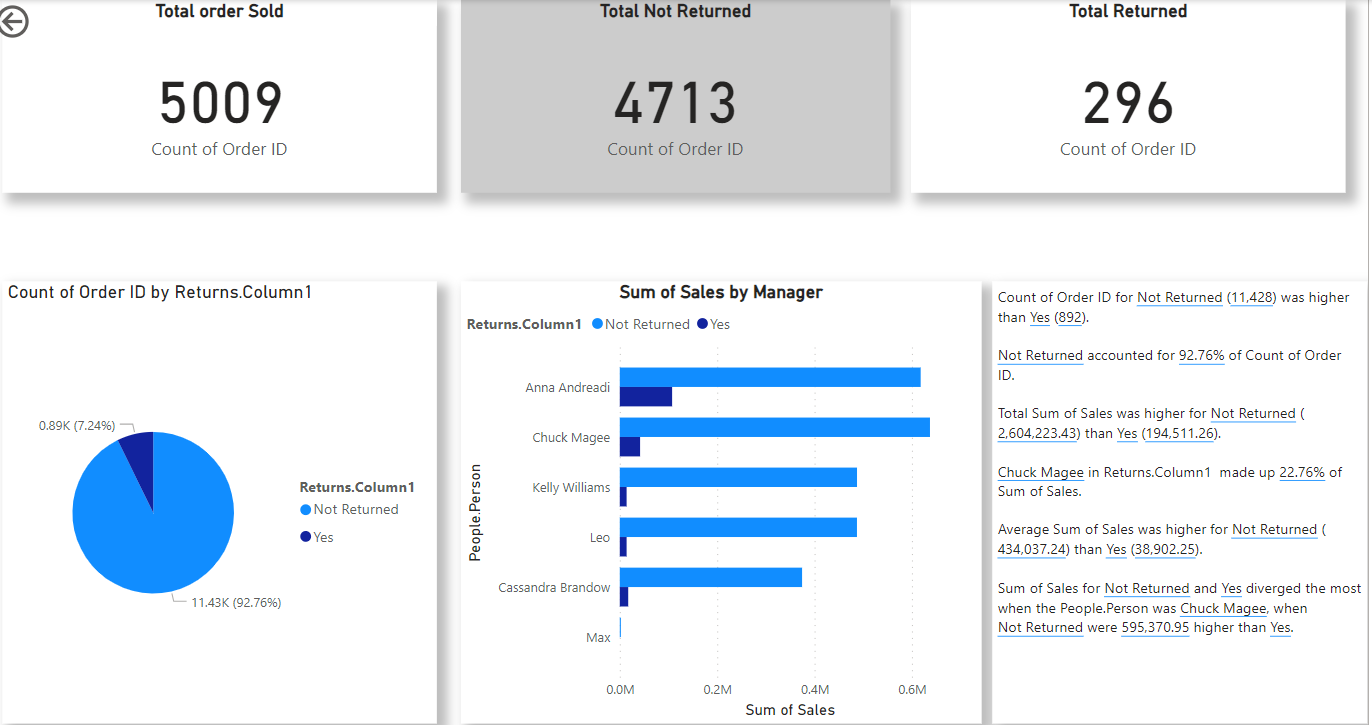 Total order Sold
5009
Count of Order ID
Total Not Returned
4713
Count of Order ID
Total Returned
296
Count of Order ID
Count of Order ID by Returns.Column1
0.89K (7.24%)
11.43K (92.76%)
Returns.Column1
Not Returned
Yes
Sum of Sales by Manager
Returns.Column1 Not Returned Yes
People.Person
Anna Andreadi
Chuck Magee
Kelly Williams
Leo
Cassandra Brandow
Max
0.0M 0.2M 0.4M 0.6M
Sum of Sales
Count of Order ID for Not Returned (11,428) was higher
than Yes (892).
Not Returned accounted for 92.76% of Count of Order
ID.
Total Sum of Sales was higher for Not Returned (
2,604,223.43) than Yes (194,511.26).
Chuck Magee in Returns.Column1 made up 22.76% of
Sum of Sales.
Average Sum of Sales was higher for Not Returned (
434,037.24) than Yes (38,902.25).
Sum of Sales for Not Returned and Yes diverged the most
when the People.Person was Chuck Magee, when
Not Returned were 595,370.95 higher than Yes.